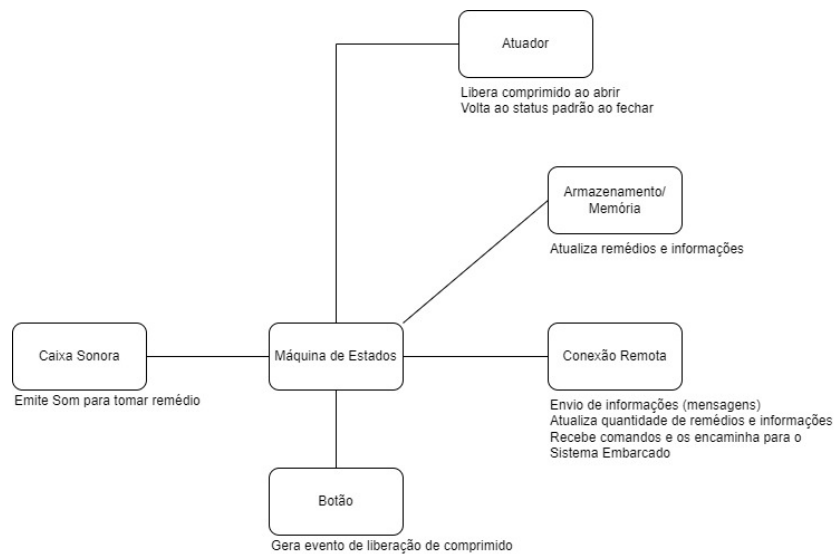 Atuador
Libera comprimido ao abrir
Volta ao status padrão ao fechar
Armazenamento/
Memória
Atualiza remédios e informações
Caixa Sonora
Emite Som para tomar remédio
Máquina de Estados
Conexão Remota
Envio de informações (mensagens)
Atualiza quantidade de remédios e informações
Recebe comandos e os encaminha para o
Sistema Embarcado
Botão
Gera evento de liberação de comprimido